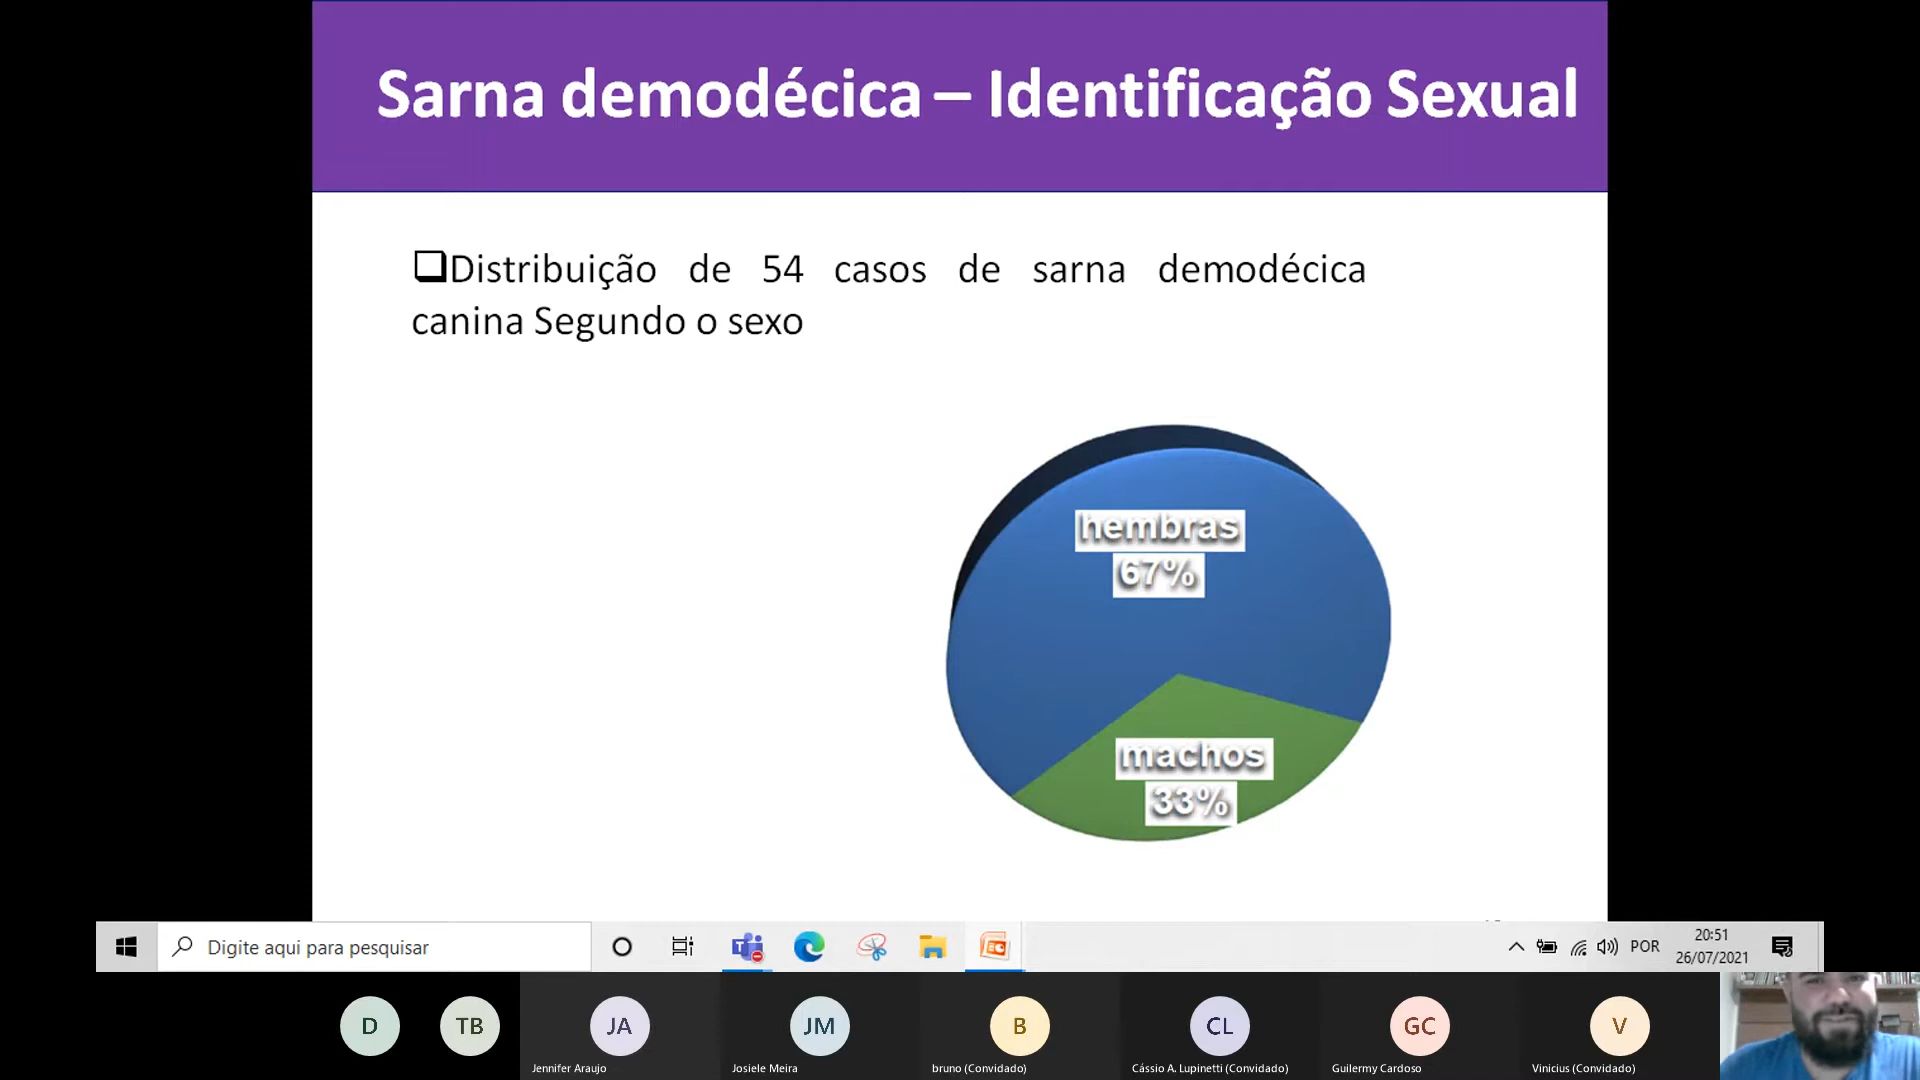 Sarna demodécica – Identificação Sexual
Distribuição de 54 casos de sarna demodécica
canina Segundo o sexo
hembras
67%
machos
33%
Digite aqui para pesquisar
POR
20:51
26/07/2021
D
TB
JA
JM
B
CL
GC
V
Jennifer Araujo
Josiele Meira
bruno (Convidado)
Cássio A. Lupinetti (Convidado)
Guilermy Cardoso
Vinicius (Convidado)